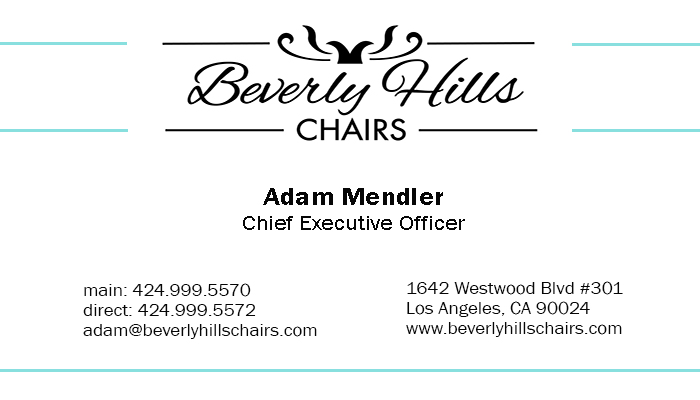 Beverly Hills
CHAIRS
Adam Mendler
Chief Executive Officer
main: 424.999.5570
direct: 424.999.5572
adam@beverlyhillschairs.com
1642 Westwood Blvd #301
Los Angeles, CA 90024
www.beverlyhillschairs.com